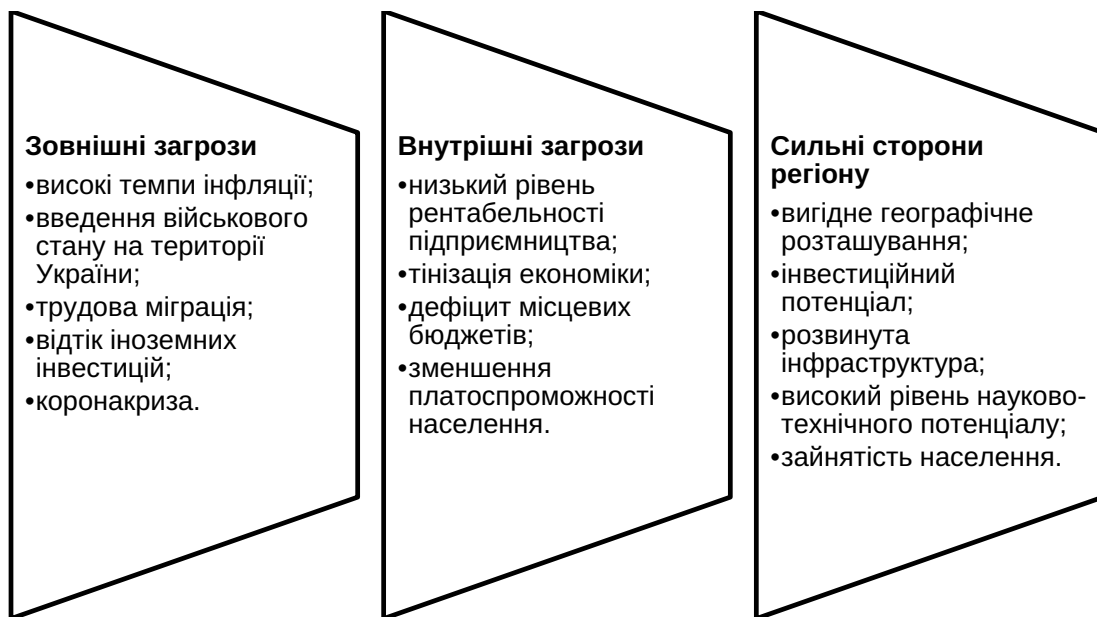 Зовнішні загрози
•високі темпи інфляції;
•введення військового
стану на території
України;
•трудова міграція;
•відтік іноземних
інвестицій;
•коронакриза.
Внутрішні загрози
•низький рівень
рентабельності
підприємництва;
•тінізація економіки;
•дефіцит місцевих
бюджетів;
•зменшення
платоспроможності
населення.
Сильні сторони
регіону
•вигідне географічне
розташування;
•інвестиційний
потенціал;
•розвинута
інфраструктура;
•високий рівень науково-
технічного потенціалу;
•зайнятість населення.